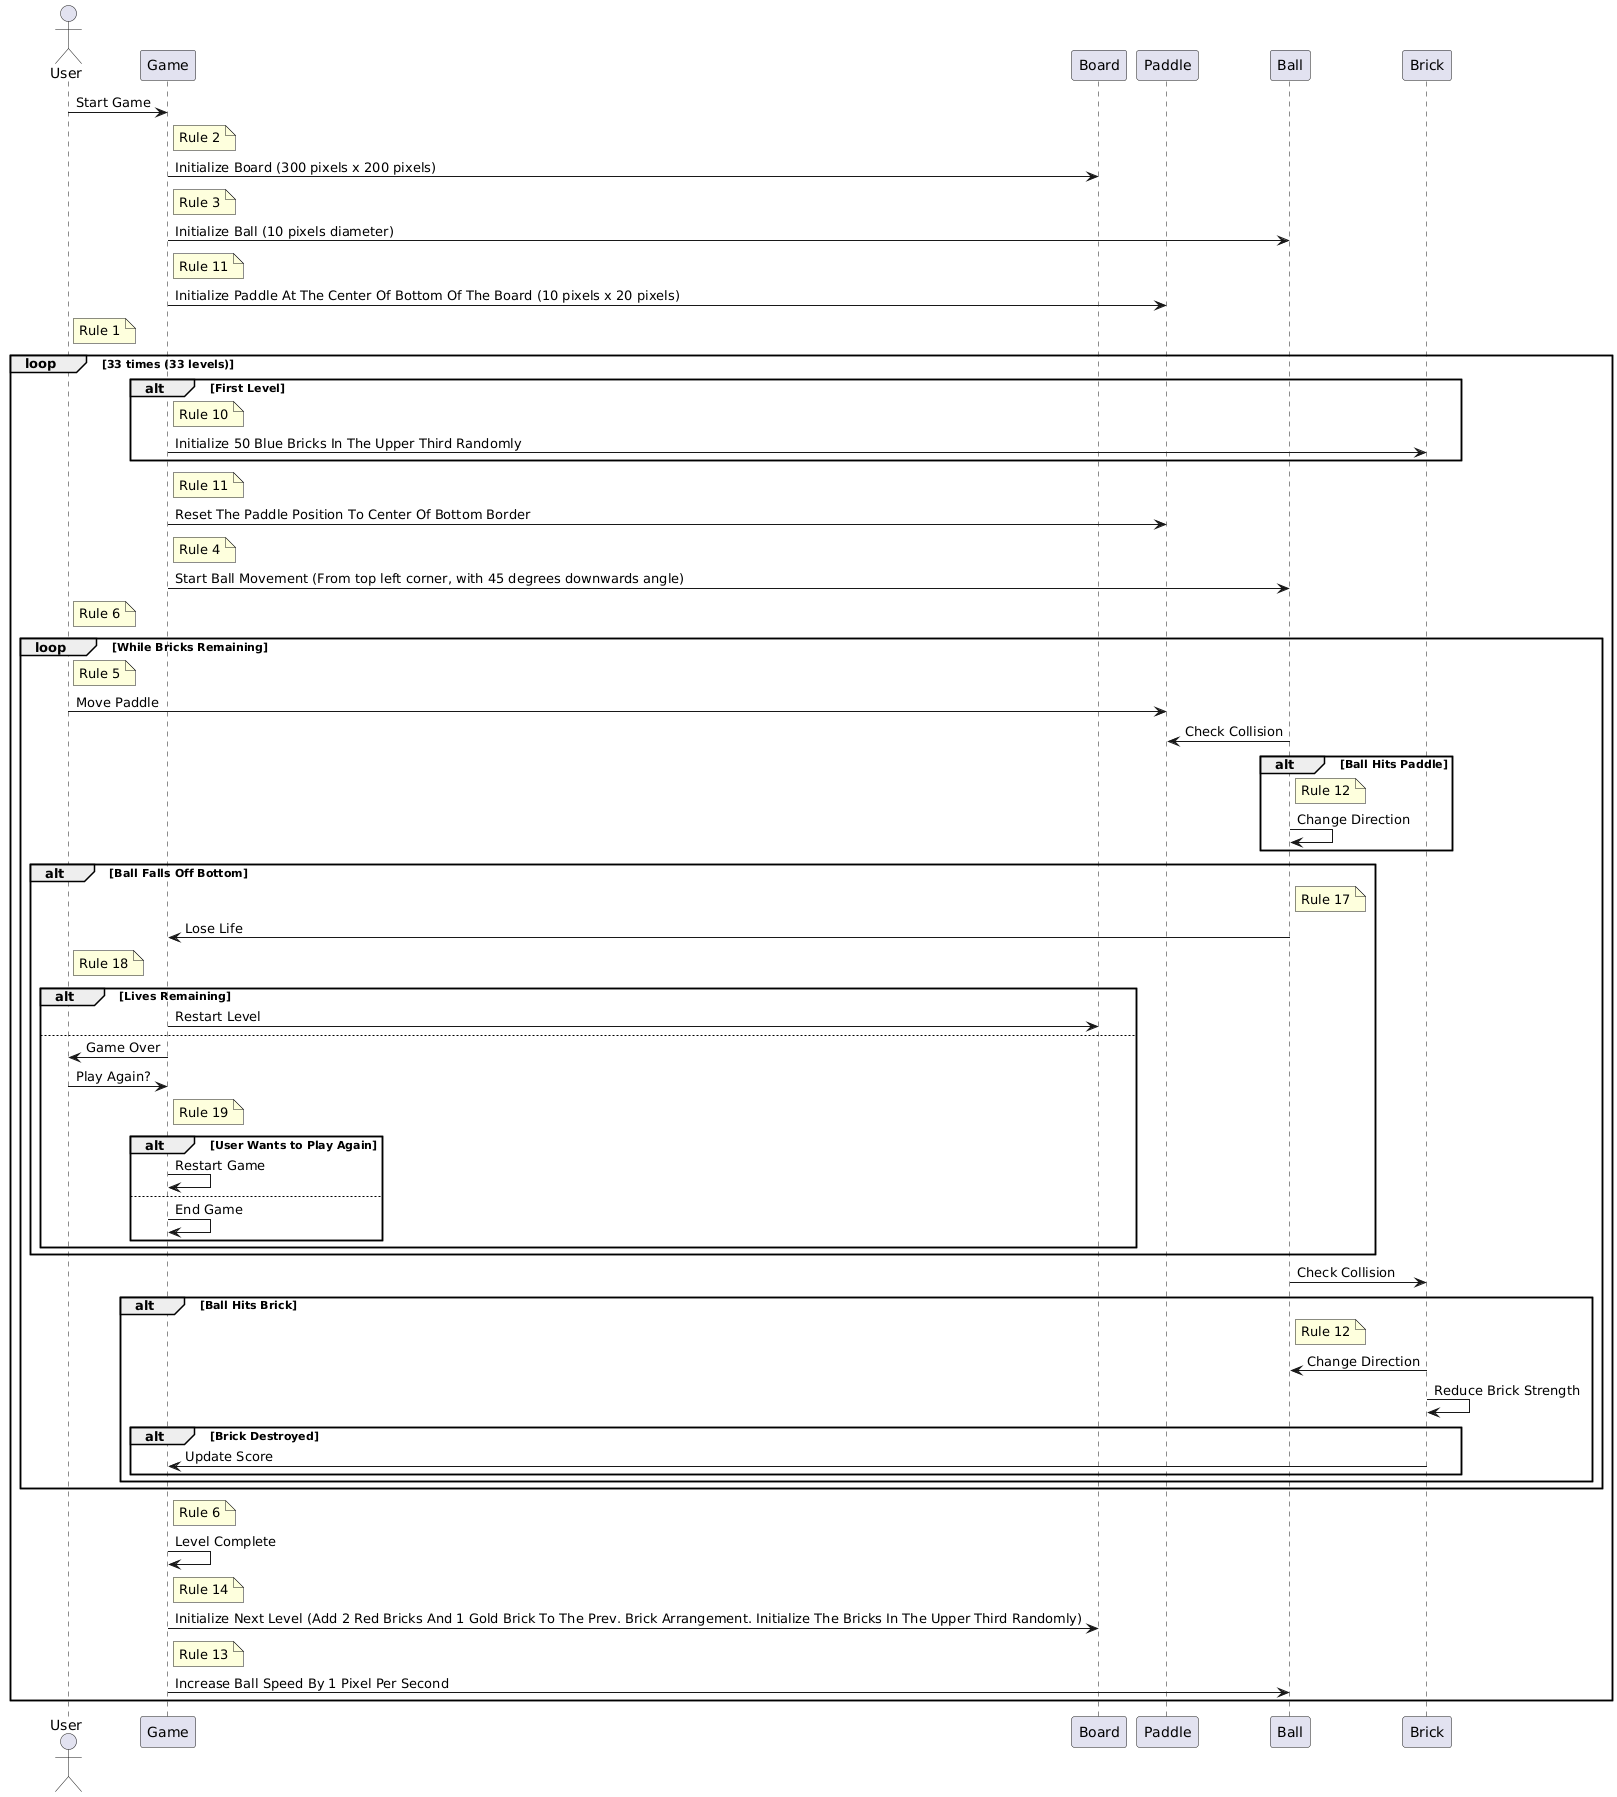 User
Game
Board
Paddle
Ball
Brick
Start Game
Rule 2
Initialize Board (300 pixels x 200 pixels)
Rule 3
Initialize Ball (10 pixels diameter)
Rule 11
Initialize Paddle At The Center Of Bottom Of The Board (10 pixels x 20 pixels)
Rule 1
loop [33 times (33 levels)]
alt [First Level]
Rule 10
Initialize 50 Blue Bricks In The Upper Third Randomly
Rule 11
Reset The Paddle Position To Center Of Bottom Border
Rule 4
Start Ball Movement (From top left corner, with 45 degrees downwards angle)
Rule 6
loop [While Bricks Remaining]
Rule 5
Move Paddle
Check Collision
alt [Ball Hits Paddle]
Rule 12
Change Direction
alt [Ball Falls Off Bottom]
Rule 17
Lose Life
Rule 18
alt [Lives Remaining]
Restart Level
Game Over
Play Again?
Rule 19
alt [User Wants to Play Again]
Restart Game
End Game
Check Collision
alt [Ball Hits Brick]
Rule 12
Change Direction
Reduce Brick Strength
alt [Brick Destroyed]
Update Score
Rule 6
Level Complete
Rule 14
Initialize Next Level (Add 2 Red Bricks And 1 Gold Brick To The Prev. Brick Arrangement. Initialize The Bricks In The Upper Third Randomly)
Rule 13
Increase Ball Speed By 1 Pixel Per Second
User
Game
Board
Paddle
Ball
Brick